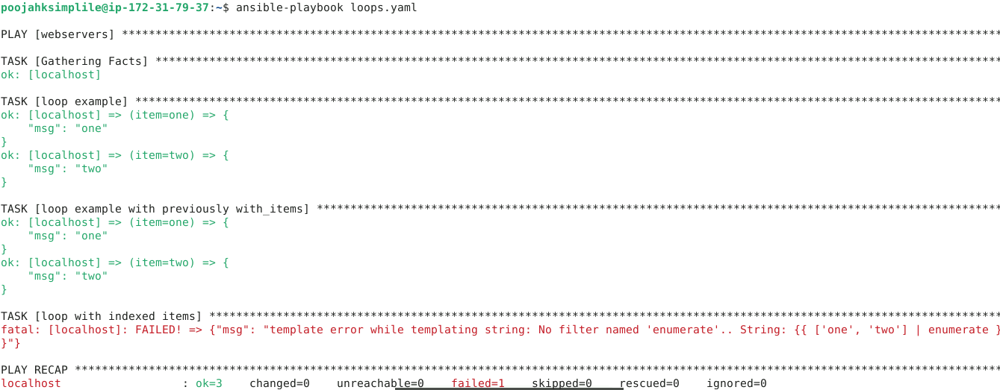 poojahksimplile@ip-172-31-79-37:~$ ansible-playbook loops.yaml
PLAY [webservers] ***********************************************************************************************************************************
TASK [Gathering Facts] ******************************************************************************************************************************
ok: [localhost]
TASK [loop example] *********************************************************************************************************************************
ok: [localhost] => (item=one) => {
    "msg": "one"
}
ok: [localhost] => (item=two) => {
    "msg": "two"
}
TASK [loop example with previously with_items] ******************************************************************************************************
ok: [localhost] => (item=one) => {
    "msg": "one"
}
ok: [localhost] => (item=two) => {
    "msg": "two"
}
TASK [loop with indexed items] **********************************************************************************************************************
fatal: [localhost]: FAILED! => {"msg": "template error while templating string: No filter named 'enumerate'.. String: {{ ['one', 'two'] | enumerate }
}"}
PLAY RECAP ******************************************************************************************************************************************
localhost                  : ok=3    changed=0    unreachable=0    failed=1    skipped=0    rescued=0    ignored=0